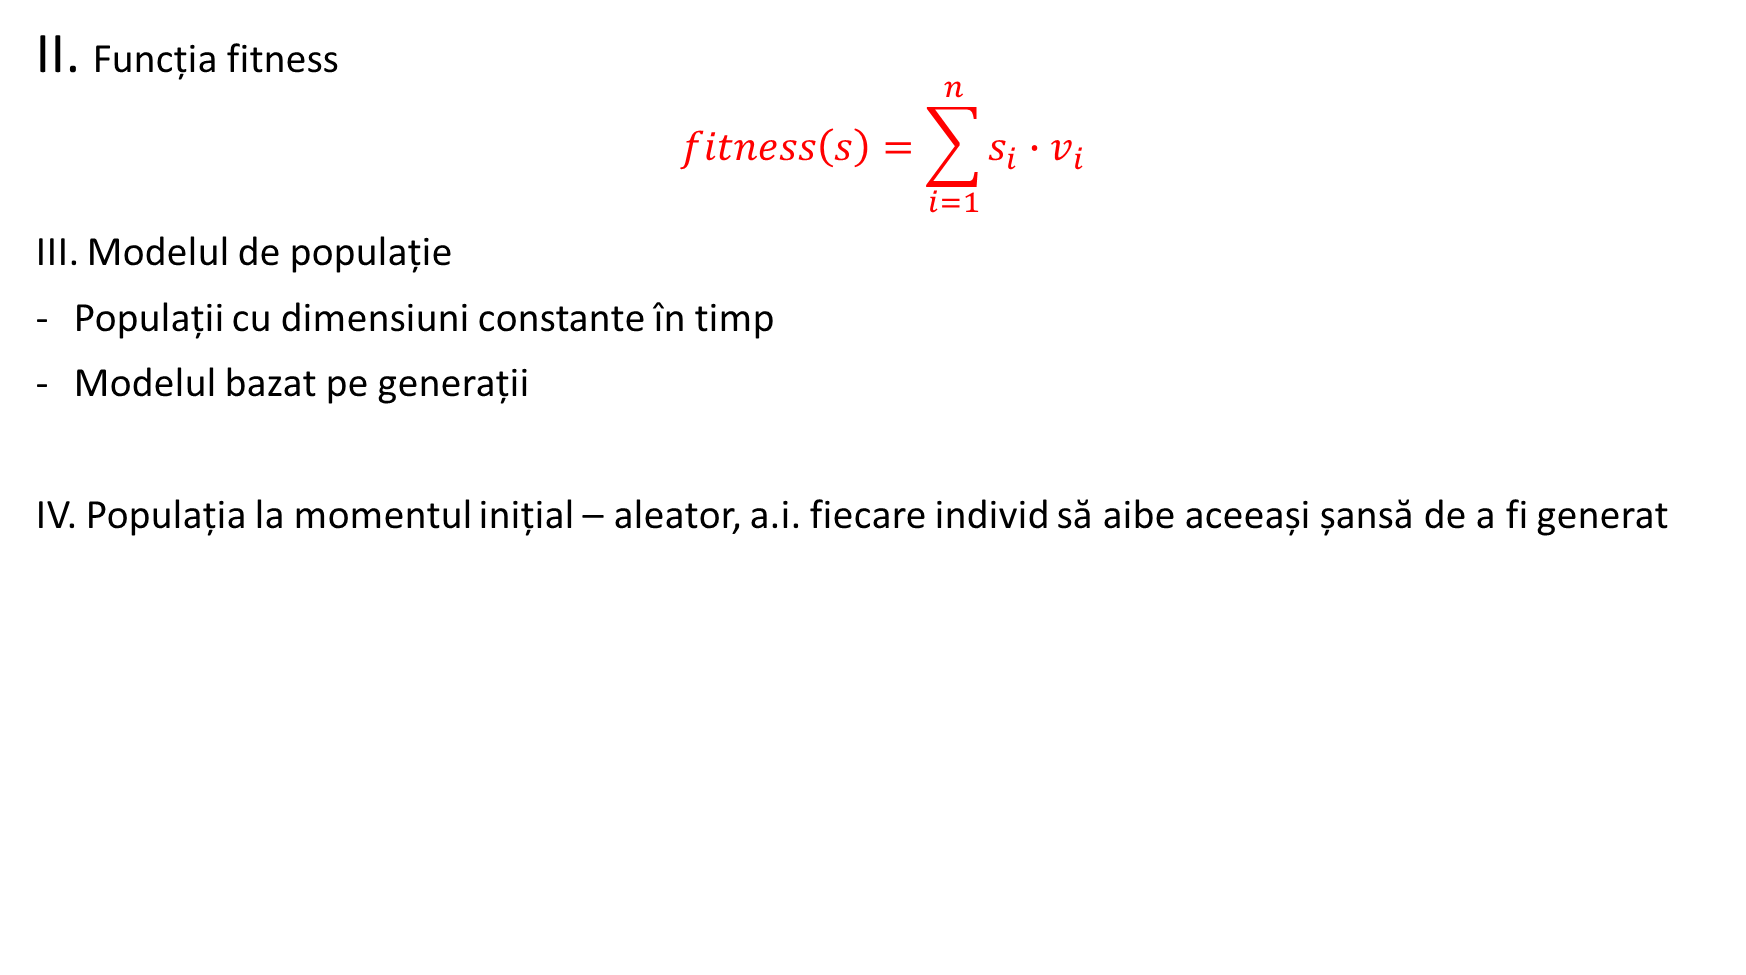 II. Funcția fitness
fitness(s) = \sum_{i=1}^{n} s_i · v_i
III. Modelul de populație
- Populații cu dimensiuni constante în timp
- Modelul bazat pe generații
IV. Populația la momentul inițial – aleator, a.i. fiecare individ să aibe aceeași șansă de a fi generat